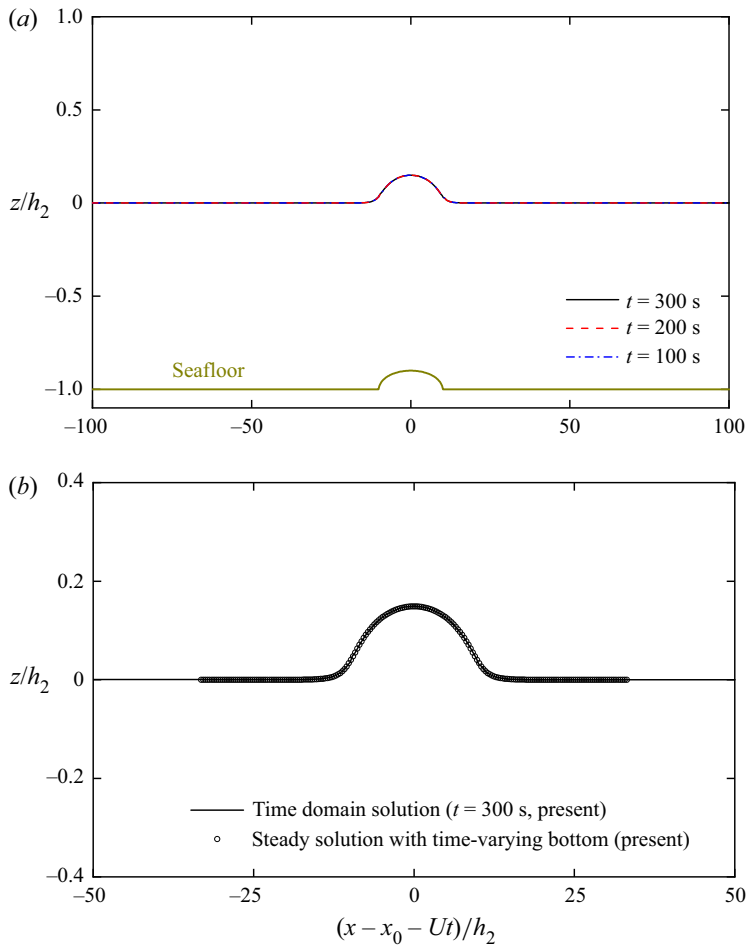 (a)
1.0
0.5
z/h₂
0
–0.5
t = 300 s
t = 200 s
t = 100 s
Seafloor
–1.0
–100
–50
0
50
100
(b)
0.4
0.2
z/h₂
0
–0.2
Time domain solution (t = 300 s, present)
Steady solution with time-varying bottom (present)
–0.4
–50
–25
0
25
50
(x – x₀ – Ut)/h₂